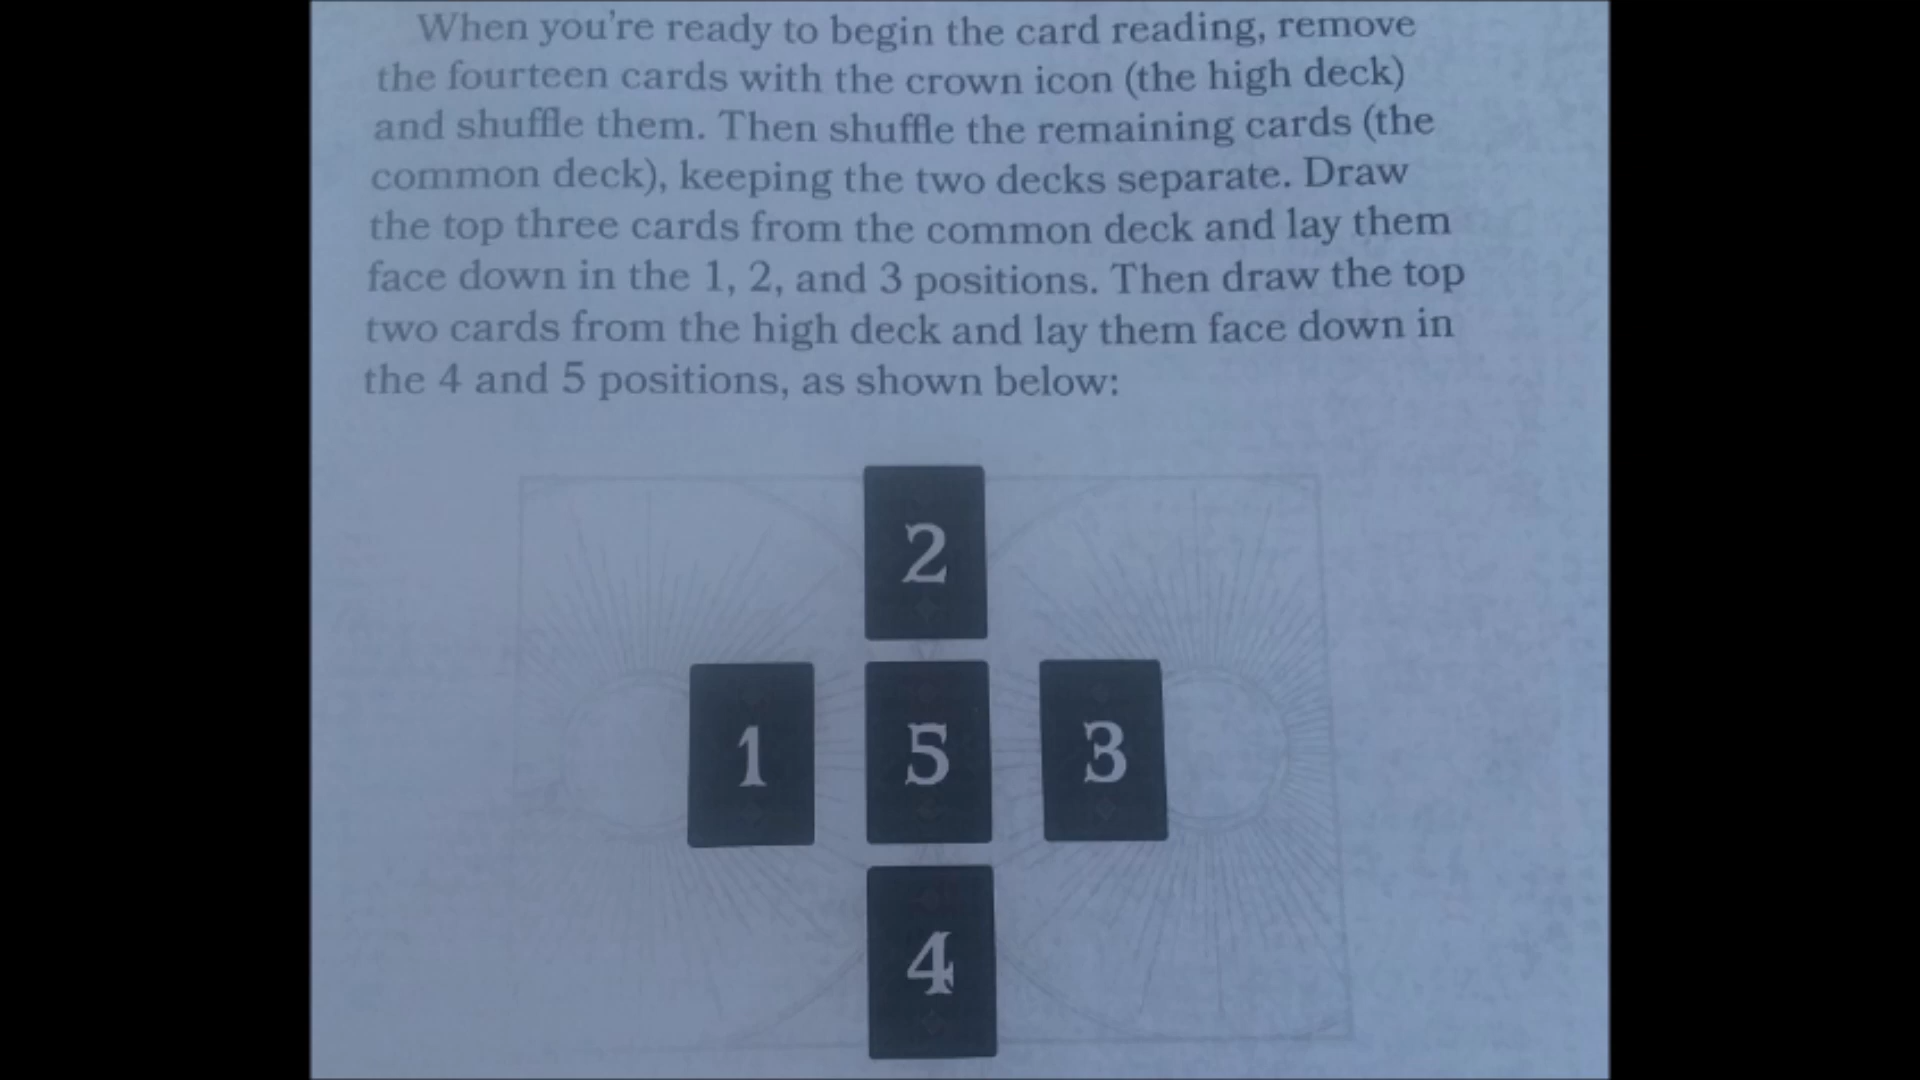 When you're ready to begin the card reading, remove
the fourteen cards with the crown icon (the high deck)
and shuffle them. Then shuffle the remaining cards (the
common deck), keeping the two decks separate. Draw
the top three cards from the common deck and lay them
face down in the 1, 2, and 3 positions. Then draw the top
two cards from the high deck and lay them face down in
the 4 and 5 positions, as shown below:
2
1 5 3
4